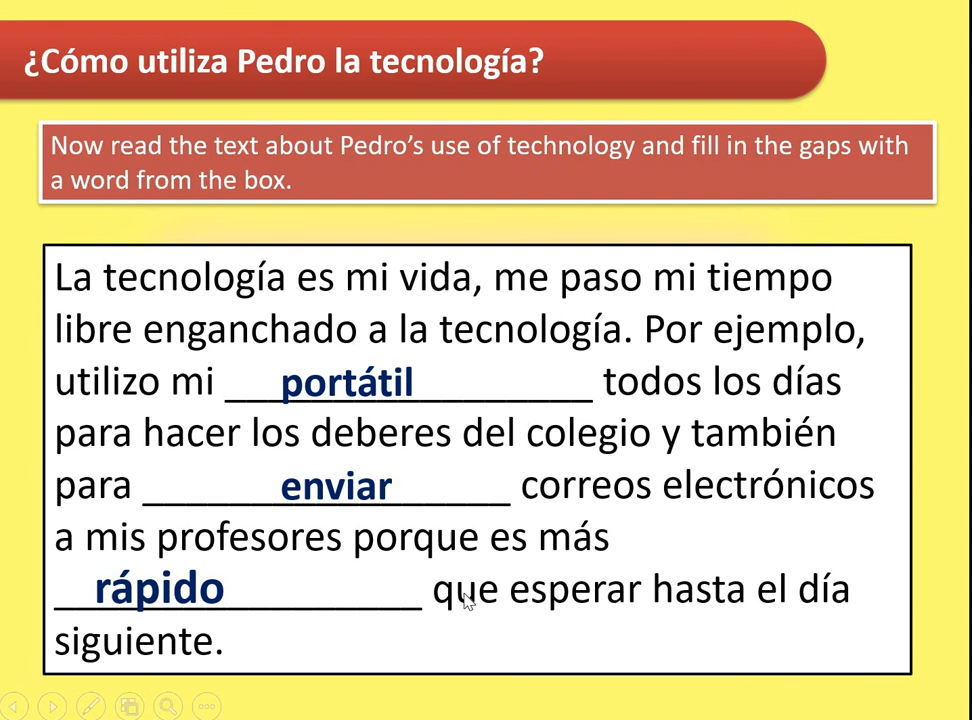 ¿Cómo utiliza Pedro la tecnología?
Now read the text about Pedro’s use of technology and fill in the gaps with
a word from the box.
La tecnología es mi vida, me paso mi tiempo
libre enganchado a la tecnología. Por ejemplo,
utilizo mi portátil todos los días
para hacer los deberes del colegio y también
para enviar correos electrónicos
a mis profesores porque es más
rápido que esperar hasta el día
siguiente.